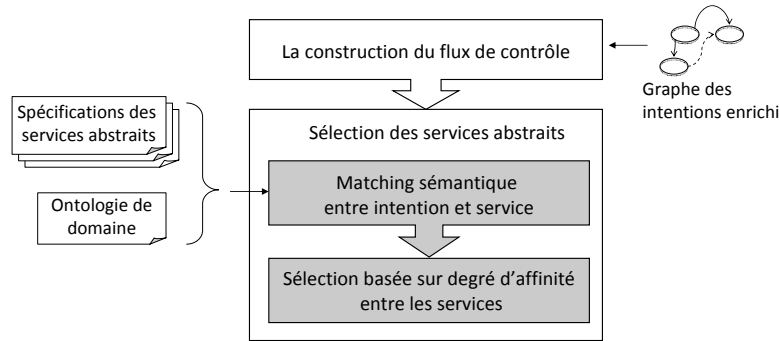 La construction du flux de contrôle
Graphe des
intentions enrichi
Spécifications des
services abstraits
Sélection des services abstraits
Matching sémantique
entre intention et service
Ontologie de
domaine
Sélection basée sur degré d'affinité
entre les services